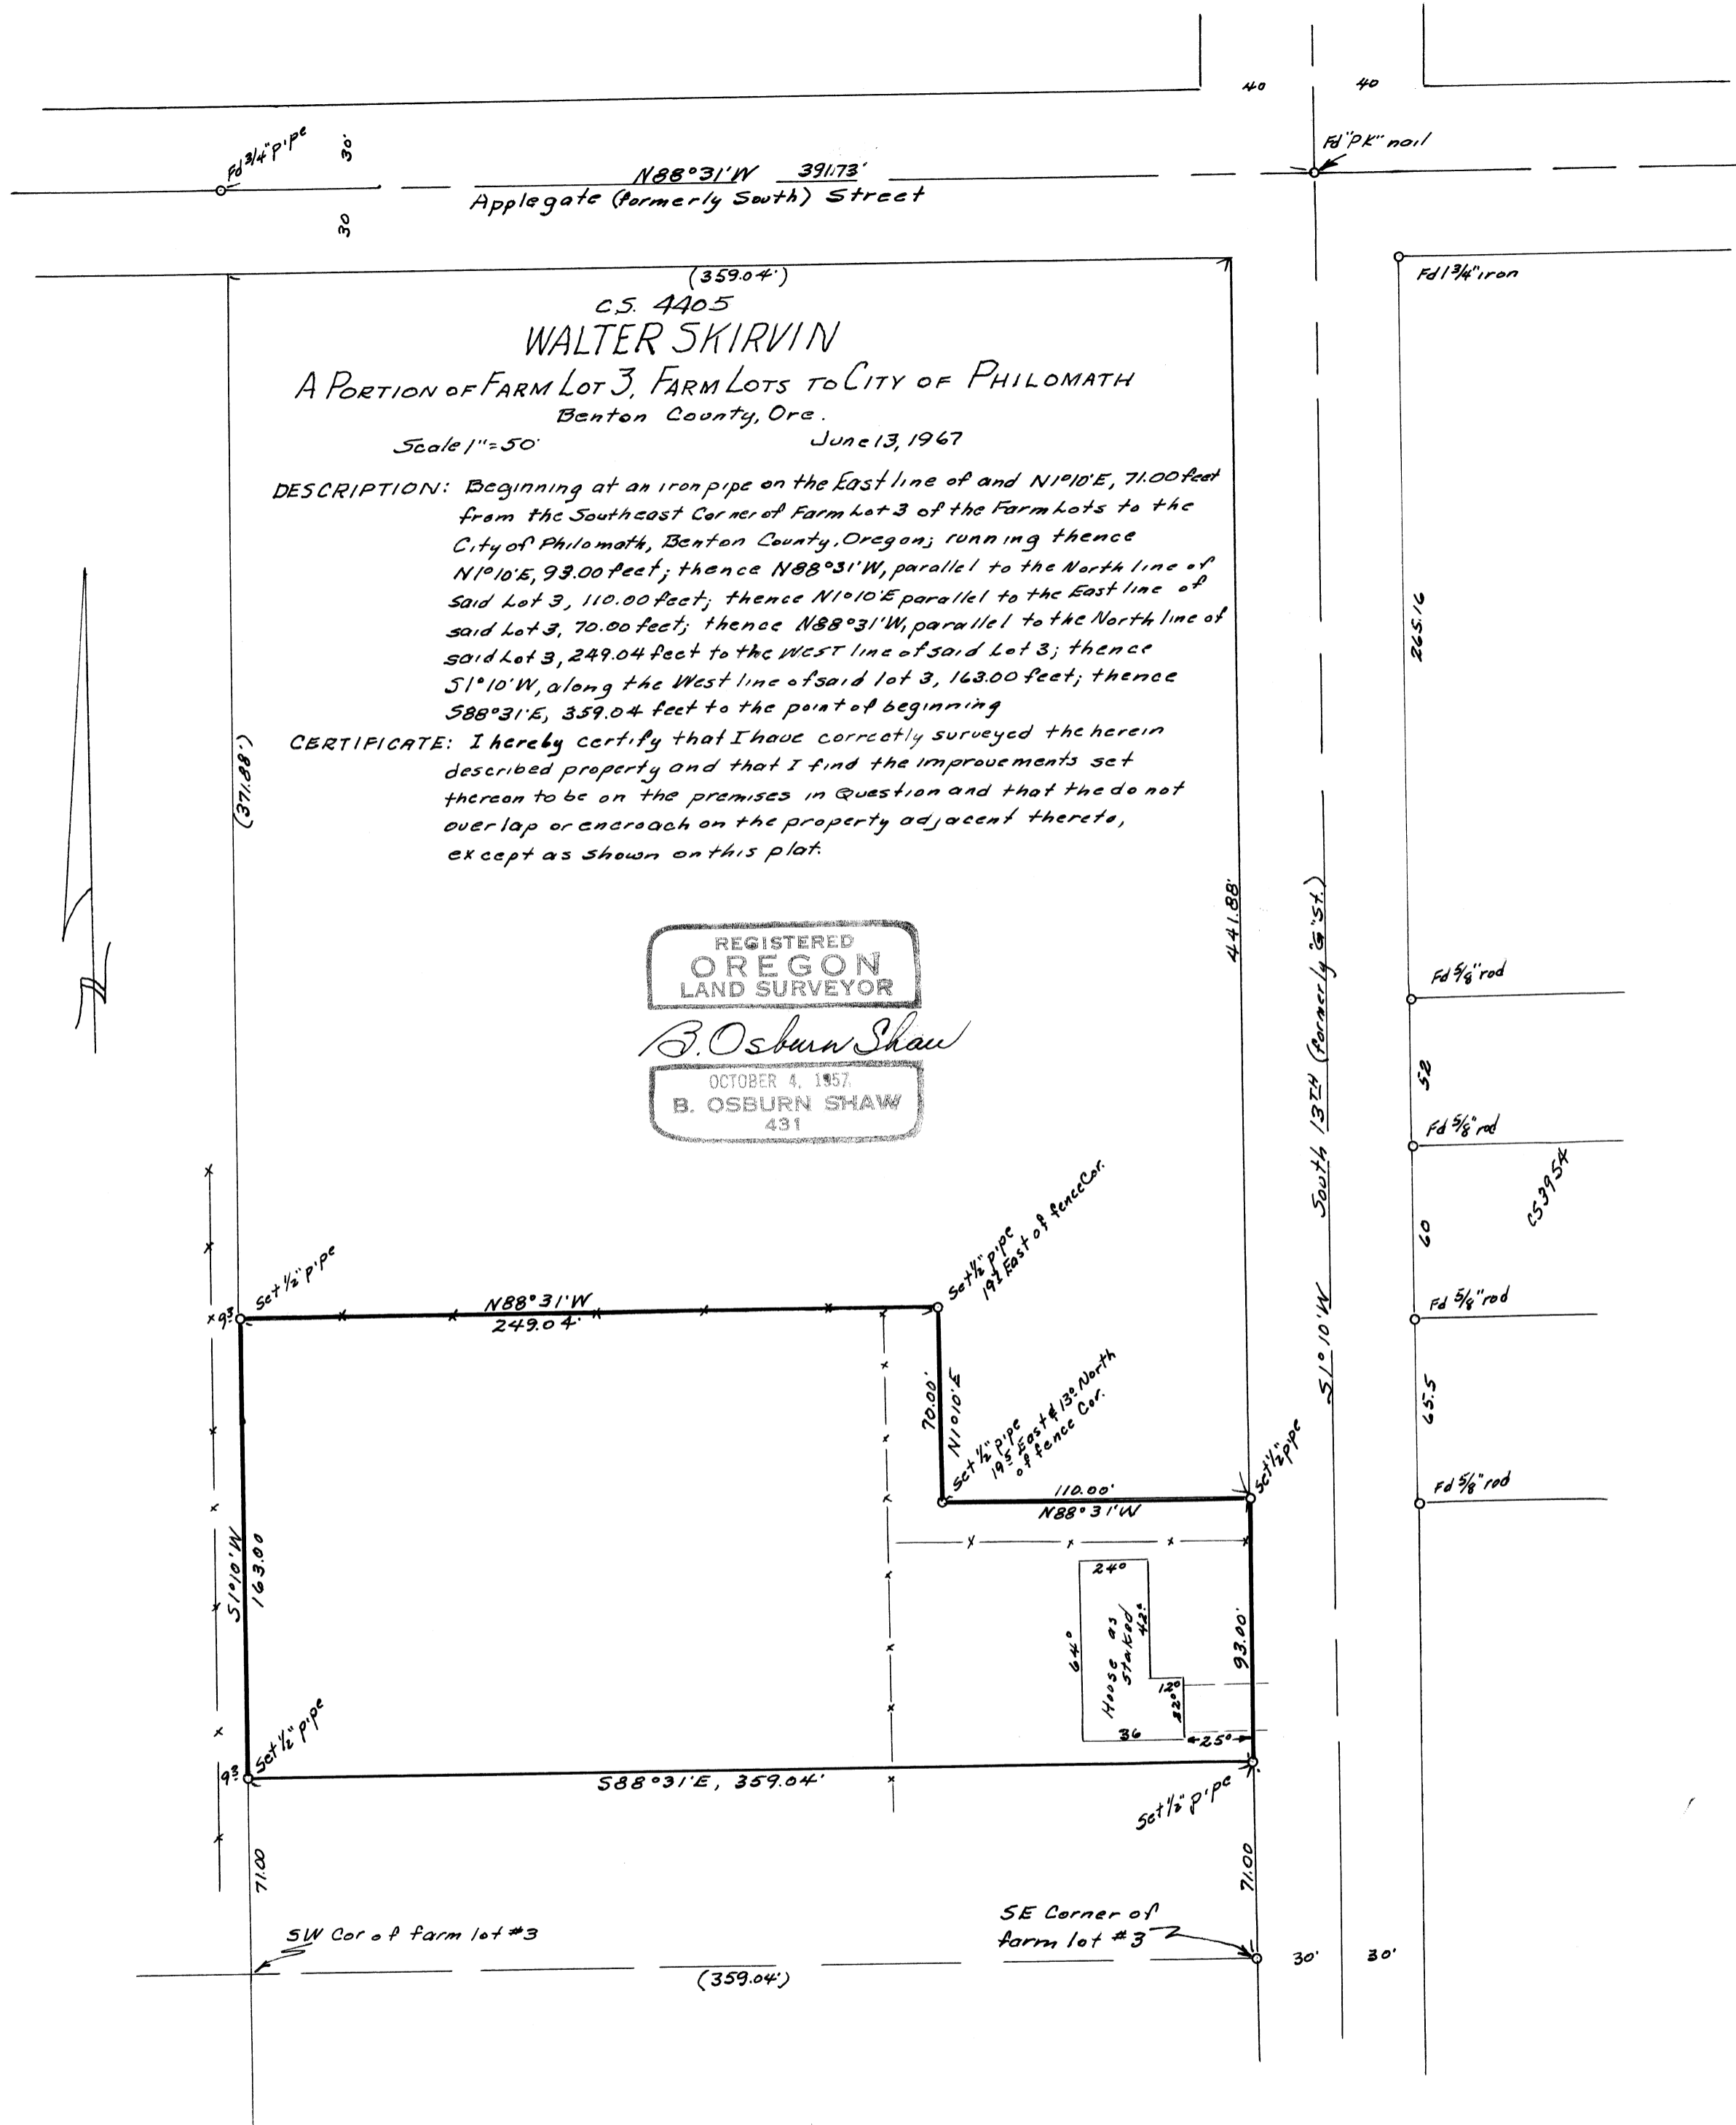 40 40
Fd "PK" nail
Fd 3/4" pipe
30'
30
N88°31'W 391.73'
Applegate (formerly South) Street
Fd 1 3/4" iron
(359.04')
C.S. 4405
WALTER SKIRVIN
A PORTION OF FARM LOT 3, FARM LOTS TO CITY OF PHILOMATH
Benton County, Ore.
Scale 1"=50' June 13, 1967
DESCRIPTION: Beginning at an iron pipe on the East line of and N1°10'E, 71.00 feet
from the Southeast Corner of Farm Lot 3 of the Farm Lots to the
City of Philomath, Benton County, Oregon; running thence
N1°10'E, 93.00 feet; thence N88°31'W, parallel to the North line of
said Lot 3, 110.00 feet; thence N1°10'E parallel to the East line of
said Lot 3, 70.00 feet; thence N88°31'W, parallel to the North line of
said Lot 3, 249.04 feet to the WEST line of said Lot 3; thence
S1°10'W, along the West line of said lot 3, 163.00 feet; thence
S88°31'E, 359.04 feet to the point of beginning
CERTIFICATE: I hereby certify that I have correctly surveyed the herein
described property and that I find the improvements set
thereon to be on the premises in Question and that the do not
overlap or encroach on the property adjacent thereto,
except as shown on this plat.
(371.88')
441.88'
265.16
REGISTERED
OREGON
LAND SURVEYOR
B. Osburn Shaw
OCTOBER 4, 1957
B. OSBURN SHAW
431
S1°10'W South 13TH (formerly "G" St.)
Fd 5/8" rod
52
Fd 5/8" rod
CS3954
60
Fd 5/8" rod
65.5
Fd 5/8" rod
Set 1/2" pipe
9³
N88°31'W
249.04'
Set 1/2" pipe
19² East of fence Cor.
70.00'
N1°10'E
Set 1/2" pipe
19⁵ East & 13⁰ North
of fence Cor.
110.00'
N88°31'W
Set 1/2" pipe
S1°10'W
163.00
24⁰
House as
staked
42⁰
64⁰
12⁰
22⁰
36
25⁰
93.00'
Set 1/2" pipe
9³
S88°31'E, 359.04'
Set 1/2" pipe
71.00
71.00
SW Cor of farm lot #3
SE Corner of
farm lot #3
30' 30'
(359.04')